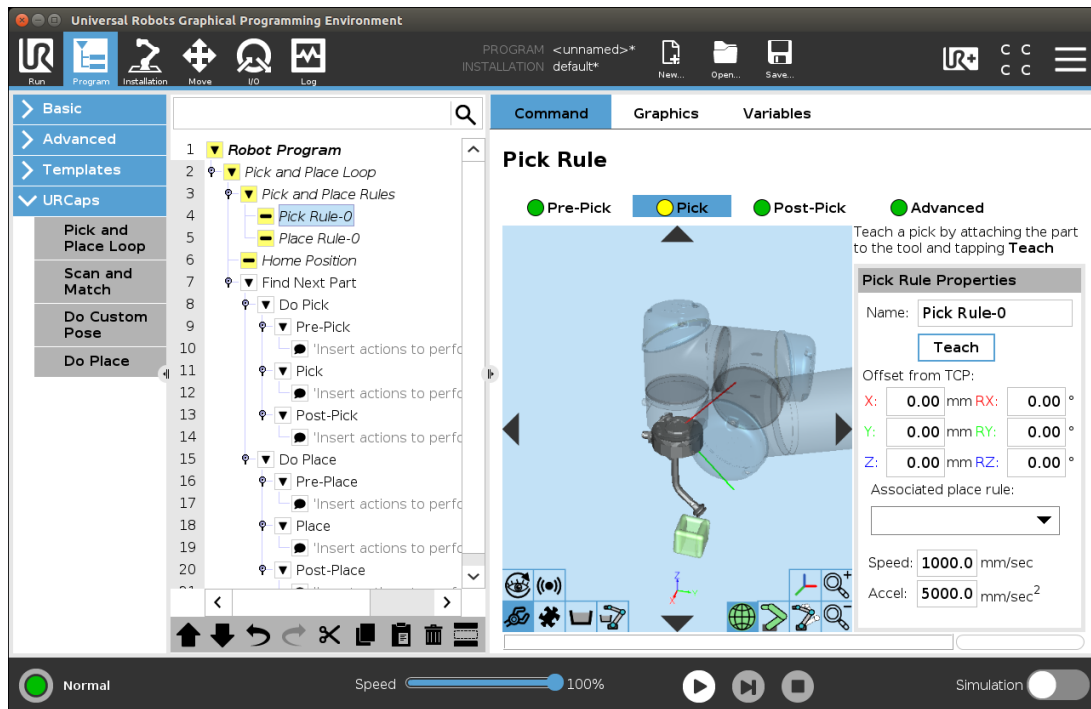 Universal Robots Graphical Programming Environment
UR
Run
Program
Installation
Move
I/O
Log
PROGRAM <unnamed>*
INSTALLATION default*
New...
Open...
Save...
UR+
C C
C C
Basic
Advanced
Templates
URCaps
Pick and
Place Loop
Scan and
Match
Do Custom
Pose
Do Place
1 Robot Program
2 Pick and Place Loop
3 Pick and Place Rules
4 Pick Rule-0
5 Place Rule-0
6 Home Position
7 Find Next Part
8 Do Pick
9 Pre-Pick
10 'Insert actions to perfo
11 Pick
12 'Insert actions to perfo
13 Post-Pick
14 'Insert actions to perfo
15 Do Place
16 Pre-Place
17 'Insert actions to perfo
18 Place
19 'Insert actions to perfo
20 Post-Place
Command Graphics Variables
Pick Rule
Pre-Pick Pick Post-Pick Advanced
Teach a pick by attaching the part
to the tool and tapping Teach
Pick Rule Properties
Name: Pick Rule-0
Teach
Offset from TCP:
X: 0.00 mm RX: 0.00 °
Y: 0.00 mm RY: 0.00 °
Z: 0.00 mm RZ: 0.00 °
Associated place rule:
Speed: 1000.0 mm/sec
Accel: 5000.0 mm/sec²
Z
X
Normal
Speed 100%
Simulation